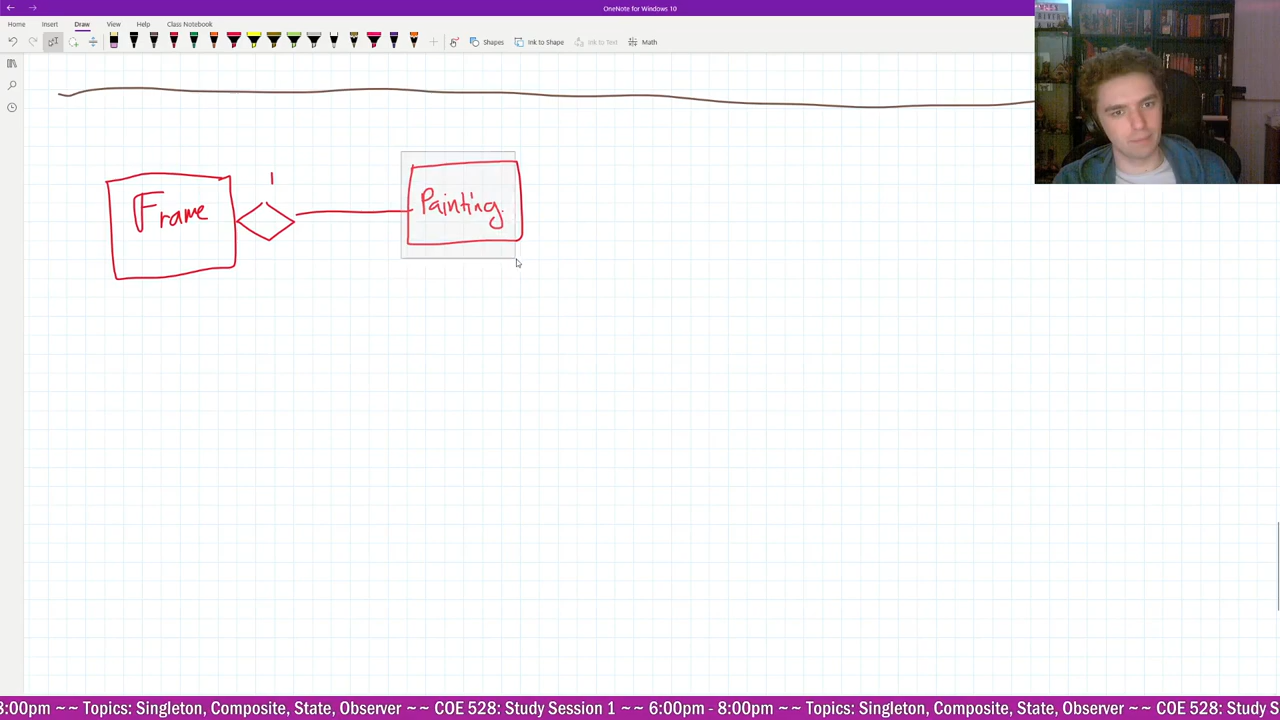 OneNote for Windows 10
Home Insert Draw View Help Class Notebook
Shapes Ink to Shape Ink to Text Math
1
Frame
Painting.
8:00pm ~~ Topics: Singleton, Composite, State, Observer ~~ COE 528: Study Session 1 ~~ 6:00pm - 8:00pm ~~ Topics: Singleton, Composite, State, Observer ~~ COE 528: Study S